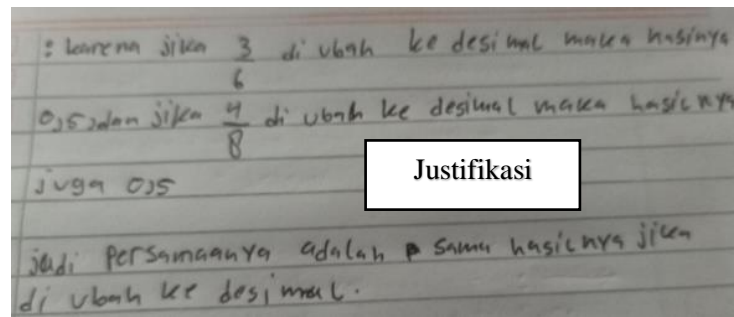 : karena jika 3/6 di ubah ke desimal maka hasinya
0,5, dan jika 4/8 di ubah ke desimal maka hasilnya
juga 0,5
Justifikasi
jadi persamaanya adalah sama hasilnya jika
di ubah ke desimal.